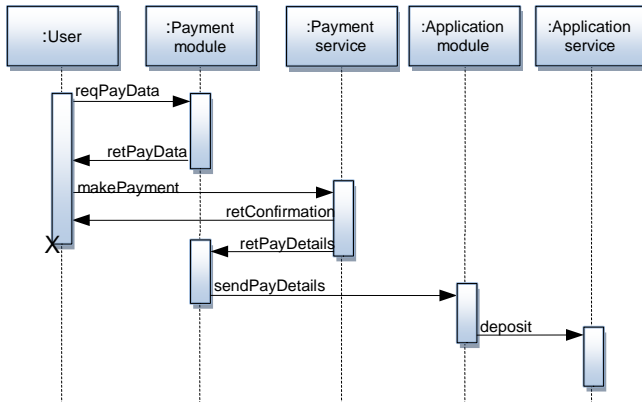 :User
:Payment
module
:Payment
service
:Application
module
:Application
service
reqPayData
retPayData
makePayment
retConfirmation
retPayDetails
sendPayDetails
deposit
X